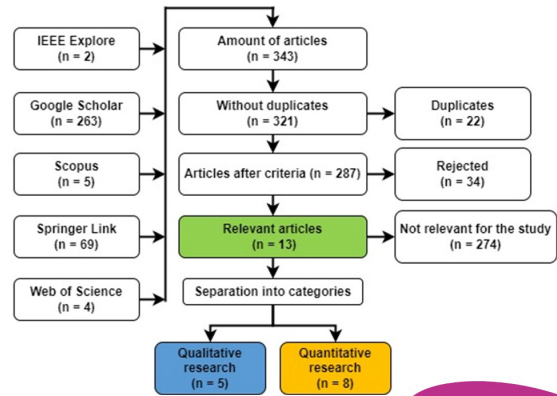 IEEE Explore
(n = 2)
Google Scholar
(n = 263)
Scopus
(n = 5)
Springer Link
(n = 69)
Web of Science
(n = 4)
Amount of articles
(n = 343)
Without duplicates
(n = 321)
Duplicates
(n = 22)
Articles after criteria (n = 287)
Rejected
(n = 34)
Relevant articles
(n = 13)
Not relevant for the study
(n = 274)
Separation into categories
Qualitative
research
(n = 5)
Quantitative
research
(n = 8)